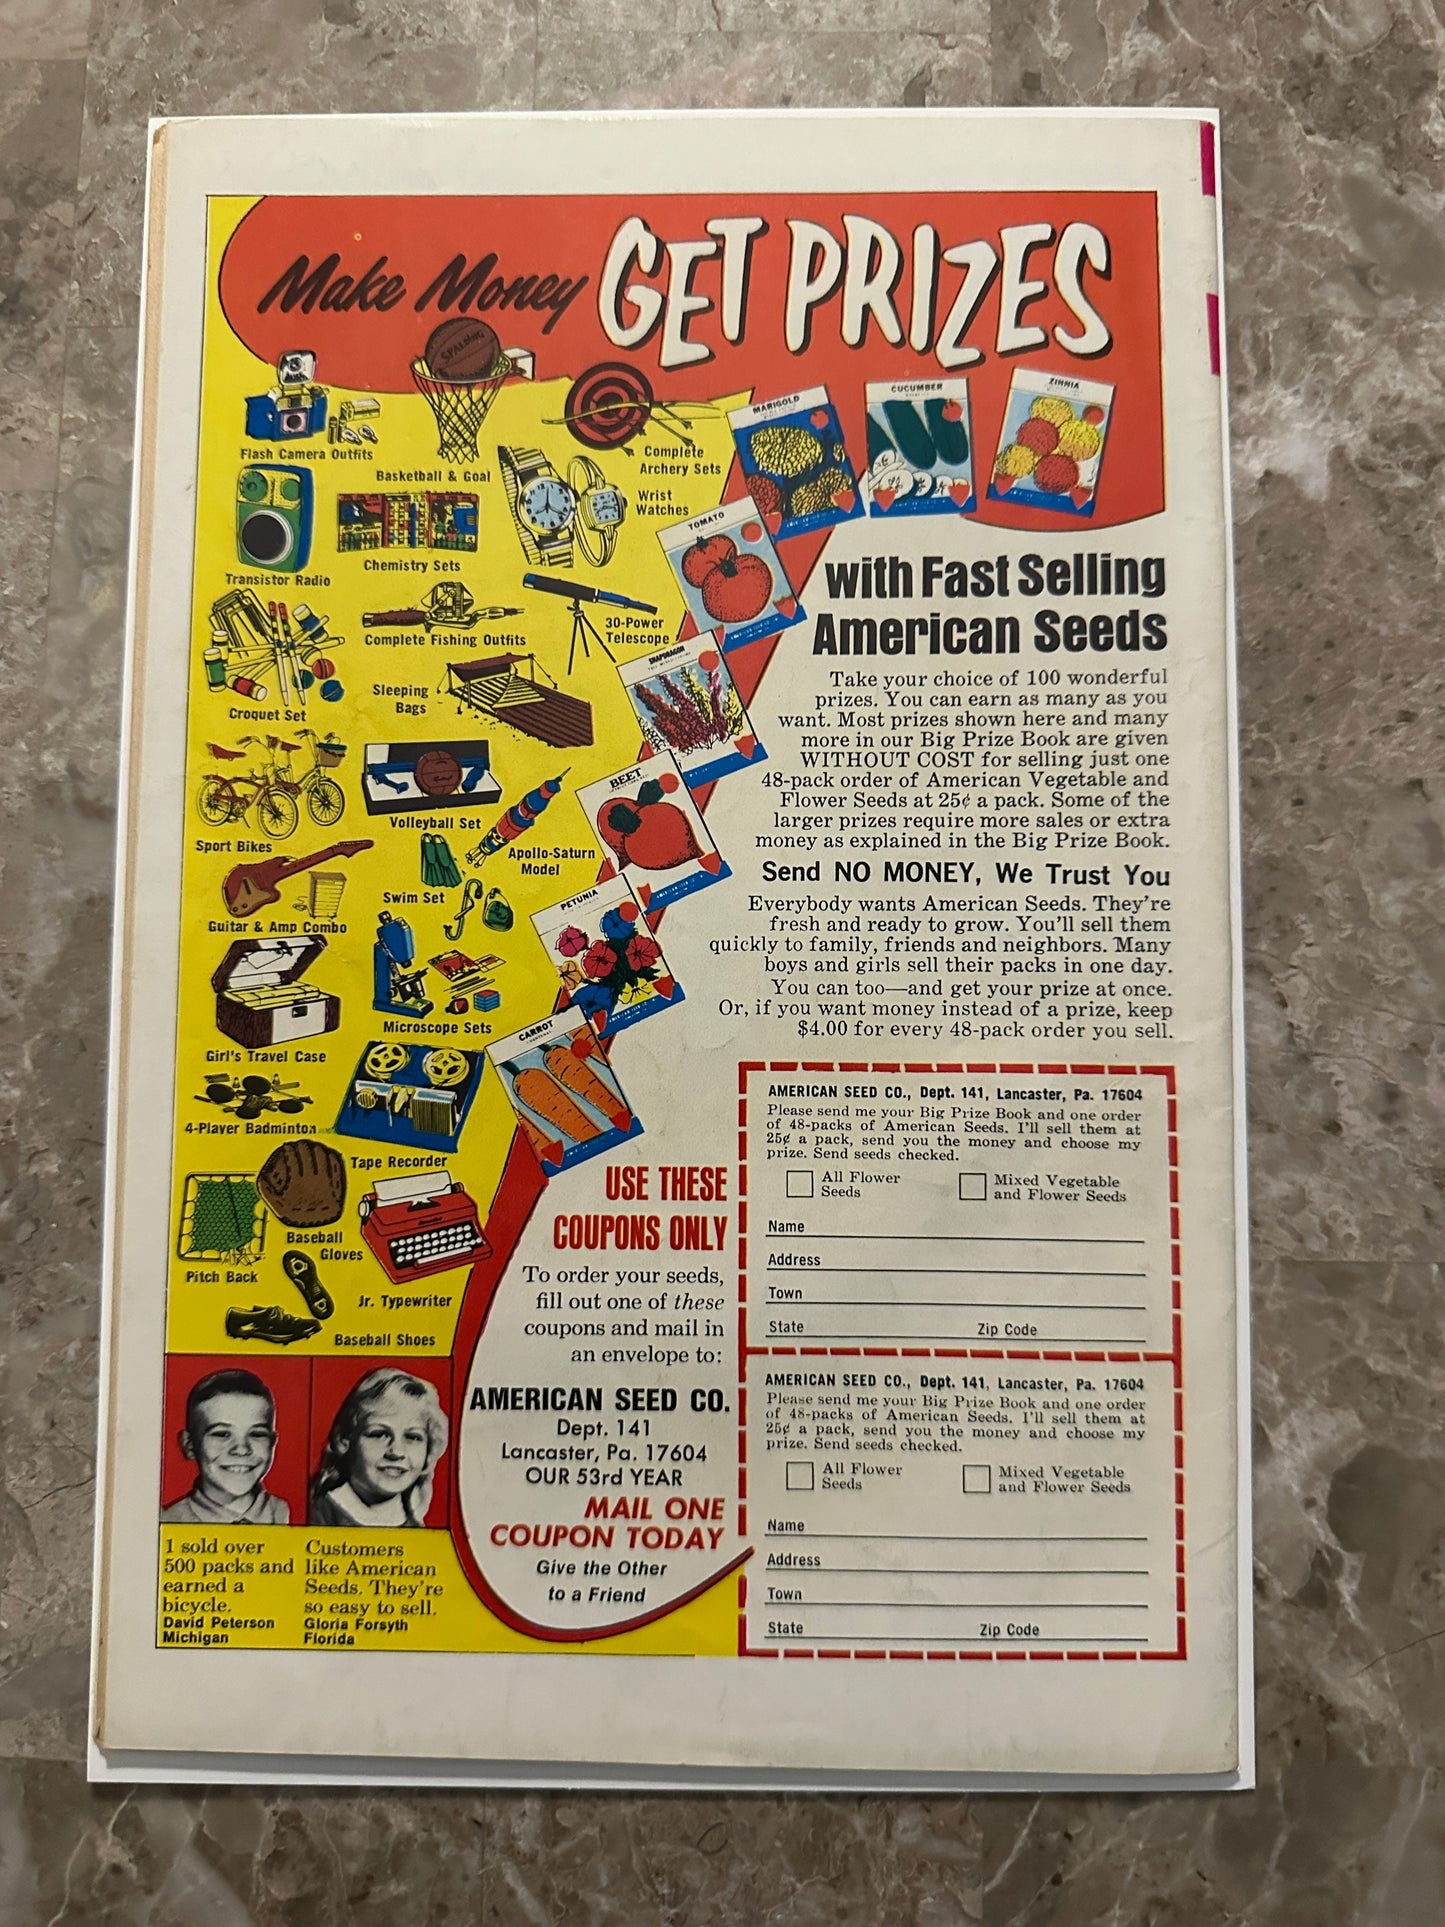 Make Money GET PRIZES
SPALDING
Flash Camera Outfits
Basketball & Goal
Complete
Archery Sets
Wrist
Watches
Transistor Radio
Chemistry Sets
Complete Fishing Outfits
30-Power
Telescope
Croquet Set
Sleeping
Bags
Sport Bikes
Volleyball Set
Apollo-Saturn
Model
Swim Set
Guitar & Amp Combo
Girl's Travel Case
Microscope Sets
4-Player Badminton
Tape Recorder
Baseball
Gloves
Pitch Back
Jr. Typewriter
Baseball Shoes
MARIGOLD
CUCUMBER
ZINNIA
TOMATO
SNAPDRAGON
BEET
PETUNIA
CARROT
with Fast Selling
American Seeds
Take your choice of 100 wonderful
prizes. You can earn as many as you
want. Most prizes shown here and many
more in our Big Prize Book are given
WITHOUT COST for selling just one
48-pack order of American Vegetable and
Flower Seeds at 25¢ a pack. Some of the
larger prizes require more sales or extra
money as explained in the Big Prize Book.
Send NO MONEY, We Trust You
Everybody wants American Seeds. They're
fresh and ready to grow. You'll sell them
quickly to family, friends and neighbors. Many
boys and girls sell their packs in one day.
You can too—and get your prize at once.
Or, if you want money instead of a prize, keep
$4.00 for every 48-pack order you sell.
USE THESE
COUPONS ONLY
To order your seeds,
fill out one of these
coupons and mail in
an envelope to:
AMERICAN SEED CO.
Dept. 141
Lancaster, Pa. 17604
OUR 53rd YEAR
MAIL ONE
COUPON TODAY
Give the Other
to a Friend
AMERICAN SEED CO., Dept. 141, Lancaster, Pa. 17604
Please send me your Big Prize Book and one order
of 48-packs of American Seeds. I'll sell them at
25¢ a pack, send you the money and choose my
prize. Send seeds checked.
All Flower
Seeds
Mixed Vegetable
and Flower Seeds
Name
Address
Town
State Zip Code
AMERICAN SEED CO., Dept. 141, Lancaster, Pa. 17604
Please send me your Big Prize Book and one order
of 48-packs of American Seeds. I'll sell them at
25¢ a pack, send you the money and choose my
prize. Send seeds checked.
All Flower
Seeds
Mixed Vegetable
and Flower Seeds
Name
Address
Town
State Zip Code
I sold over
500 packs and
earned a
bicycle.
David Peterson
Michigan
Customers
like American
Seeds. They're
so easy to sell.
Gloria Forsyth
Florida